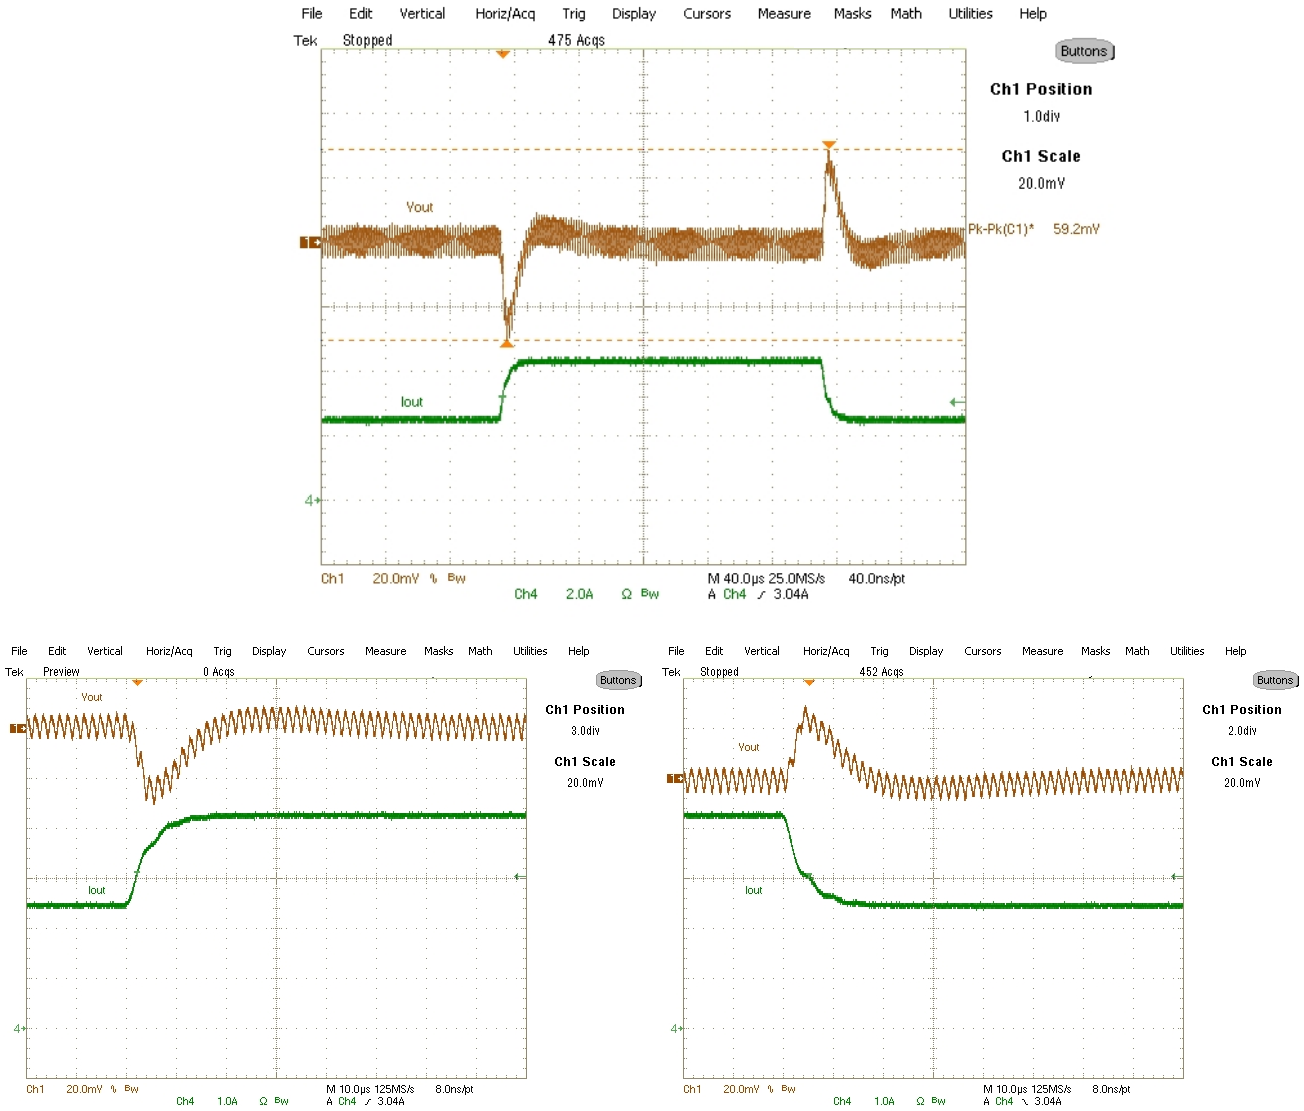 File Edit Vertical Horiz/Acq Trig Display Cursors Measure Masks Math Utilities Help
Tek Stopped 475 Acqs
Buttons
Ch1 Position
1.0div
Ch1 Scale
20.0mV
Vout
1
Pk-Pk(C1)* 59.2mV
Iout
4
Ch1 20.0mV % Bw M 40.0µs 25.0MS/s 40.0ns/pt
Ch4 2.0A Ω Bw A Ch4 / 3.04A
File Edit Vertical Horiz/Acq Trig Display Cursors Measure Masks Math Utilities Help
Tek Preview 0 Acqs
Buttons
Vout
Ch1 Position
3.0div
1
Ch1 Scale
20.0mV
Iout
4
Ch1 20.0mV % Bw M 10.0µs 125MS/s 8.0ns/pt
Ch4 1.0A Ω Bw A Ch4 / 3.04A
File Edit Vertical Horiz/Acq Trig Display Cursors Measure Masks Math Utilities Help
Tek Stopped 452 Acqs
Buttons
Ch1 Position
2.0div
Vout
Ch1 Scale
1
20.0mV
Iout
4
Ch1 20.0mV % Bw M 10.0µs 125MS/s 8.0ns/pt
Ch4 1.0A Ω Bw A Ch4 / 3.04A